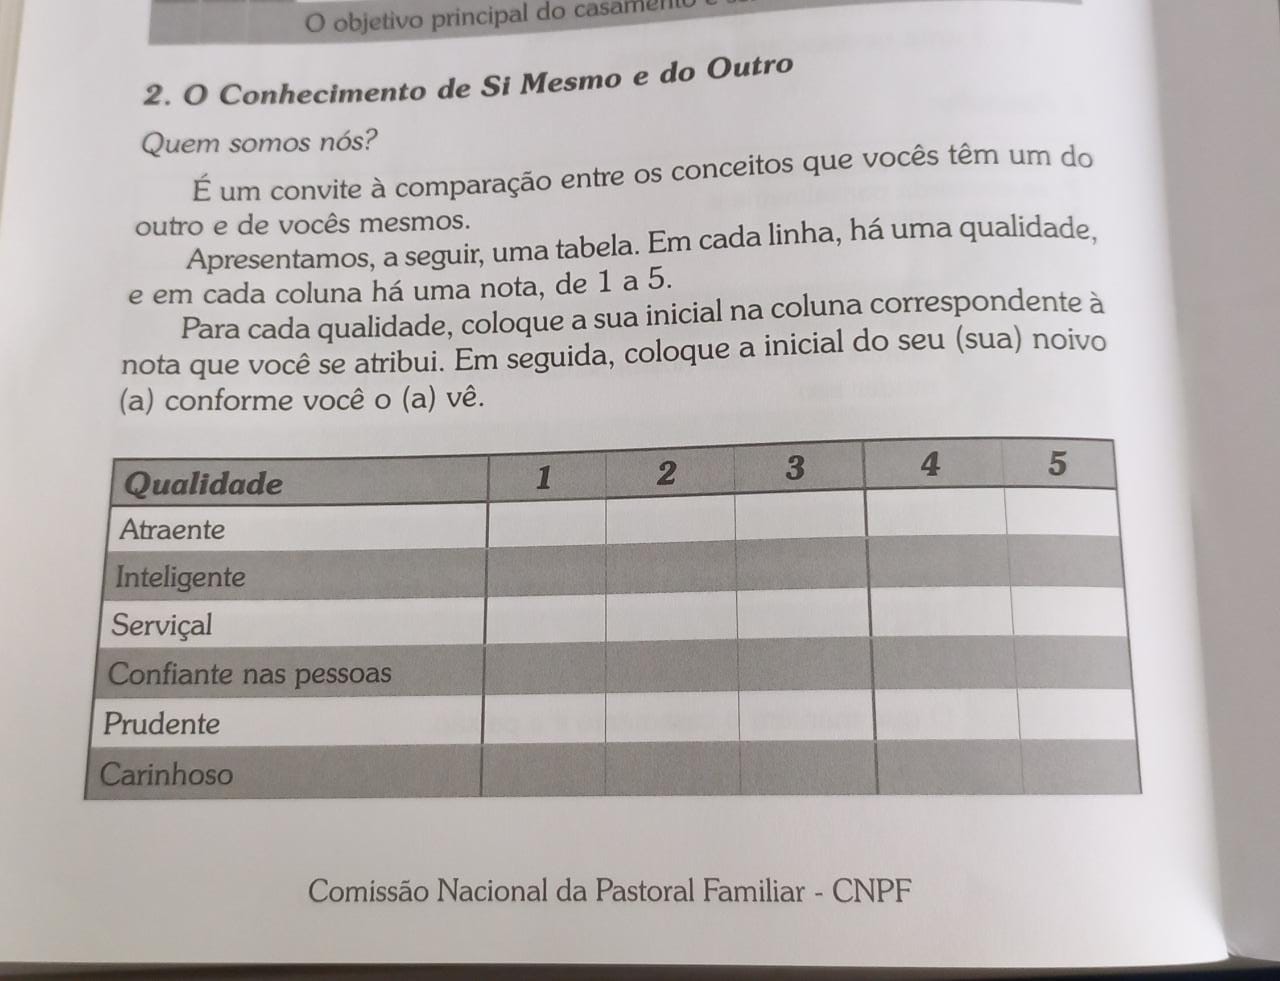 O objetivo principal do casamento
2. O Conhecimento de Si Mesmo e do Outro
Quem somos nós?
É um convite à comparação entre os conceitos que vocês têm um do
outro e de vocês mesmos.
Apresentamos, a seguir, uma tabela. Em cada linha, há uma qualidade,
e em cada coluna há uma nota, de 1 a 5.
Para cada qualidade, coloque a sua inicial na coluna correspondente à
nota que você se atribui. Em seguida, coloque a inicial do seu (sua) noivo
(a) conforme você o (a) vê.
Qualidade 1 2 3 4 5
Atraente
Inteligente
Serviçal
Confiante nas pessoas
Prudente
Carinhoso
Comissão Nacional da Pastoral Familiar - CNPF